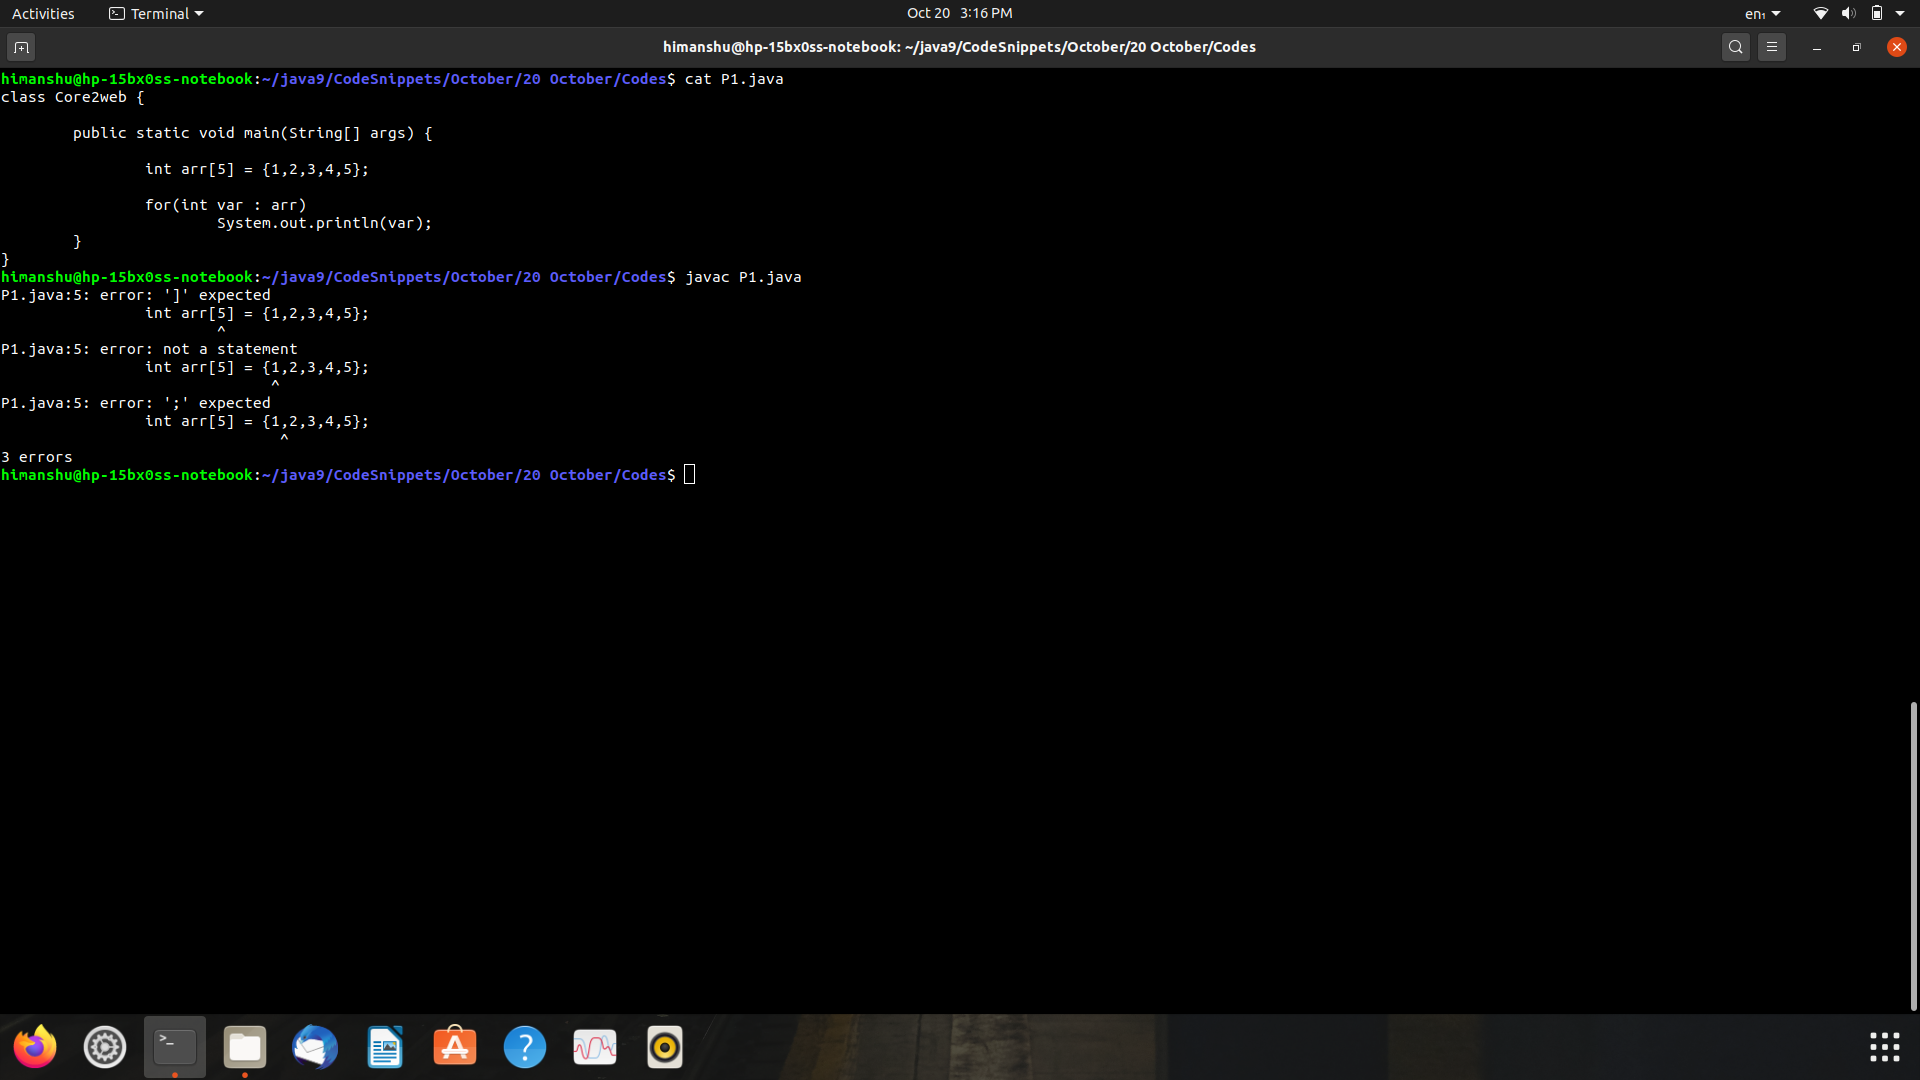 Activities Terminal Oct 20 3:16 PM en₁
himanshu@hp-15bx0ss-notebook: ~/java9/CodeSnippets/October/20 October/Codes
himanshu@hp-15bx0ss-notebook:~/java9/CodeSnippets/October/20 October/Codes$ cat P1.java
class Core2web {
        public static void main(String[] args) {
                int arr[5] = {1,2,3,4,5};
                for(int var : arr)
                        System.out.println(var);
        }
}
himanshu@hp-15bx0ss-notebook:~/java9/CodeSnippets/October/20 October/Codes$ javac P1.java
P1.java:5: error: ']' expected
                int arr[5] = {1,2,3,4,5};
                        ^
P1.java:5: error: not a statement
                int arr[5] = {1,2,3,4,5};
                              ^
P1.java:5: error: ';' expected
                int arr[5] = {1,2,3,4,5};
                               ^
3 errors
himanshu@hp-15bx0ss-notebook:~/java9/CodeSnippets/October/20 October/Codes$